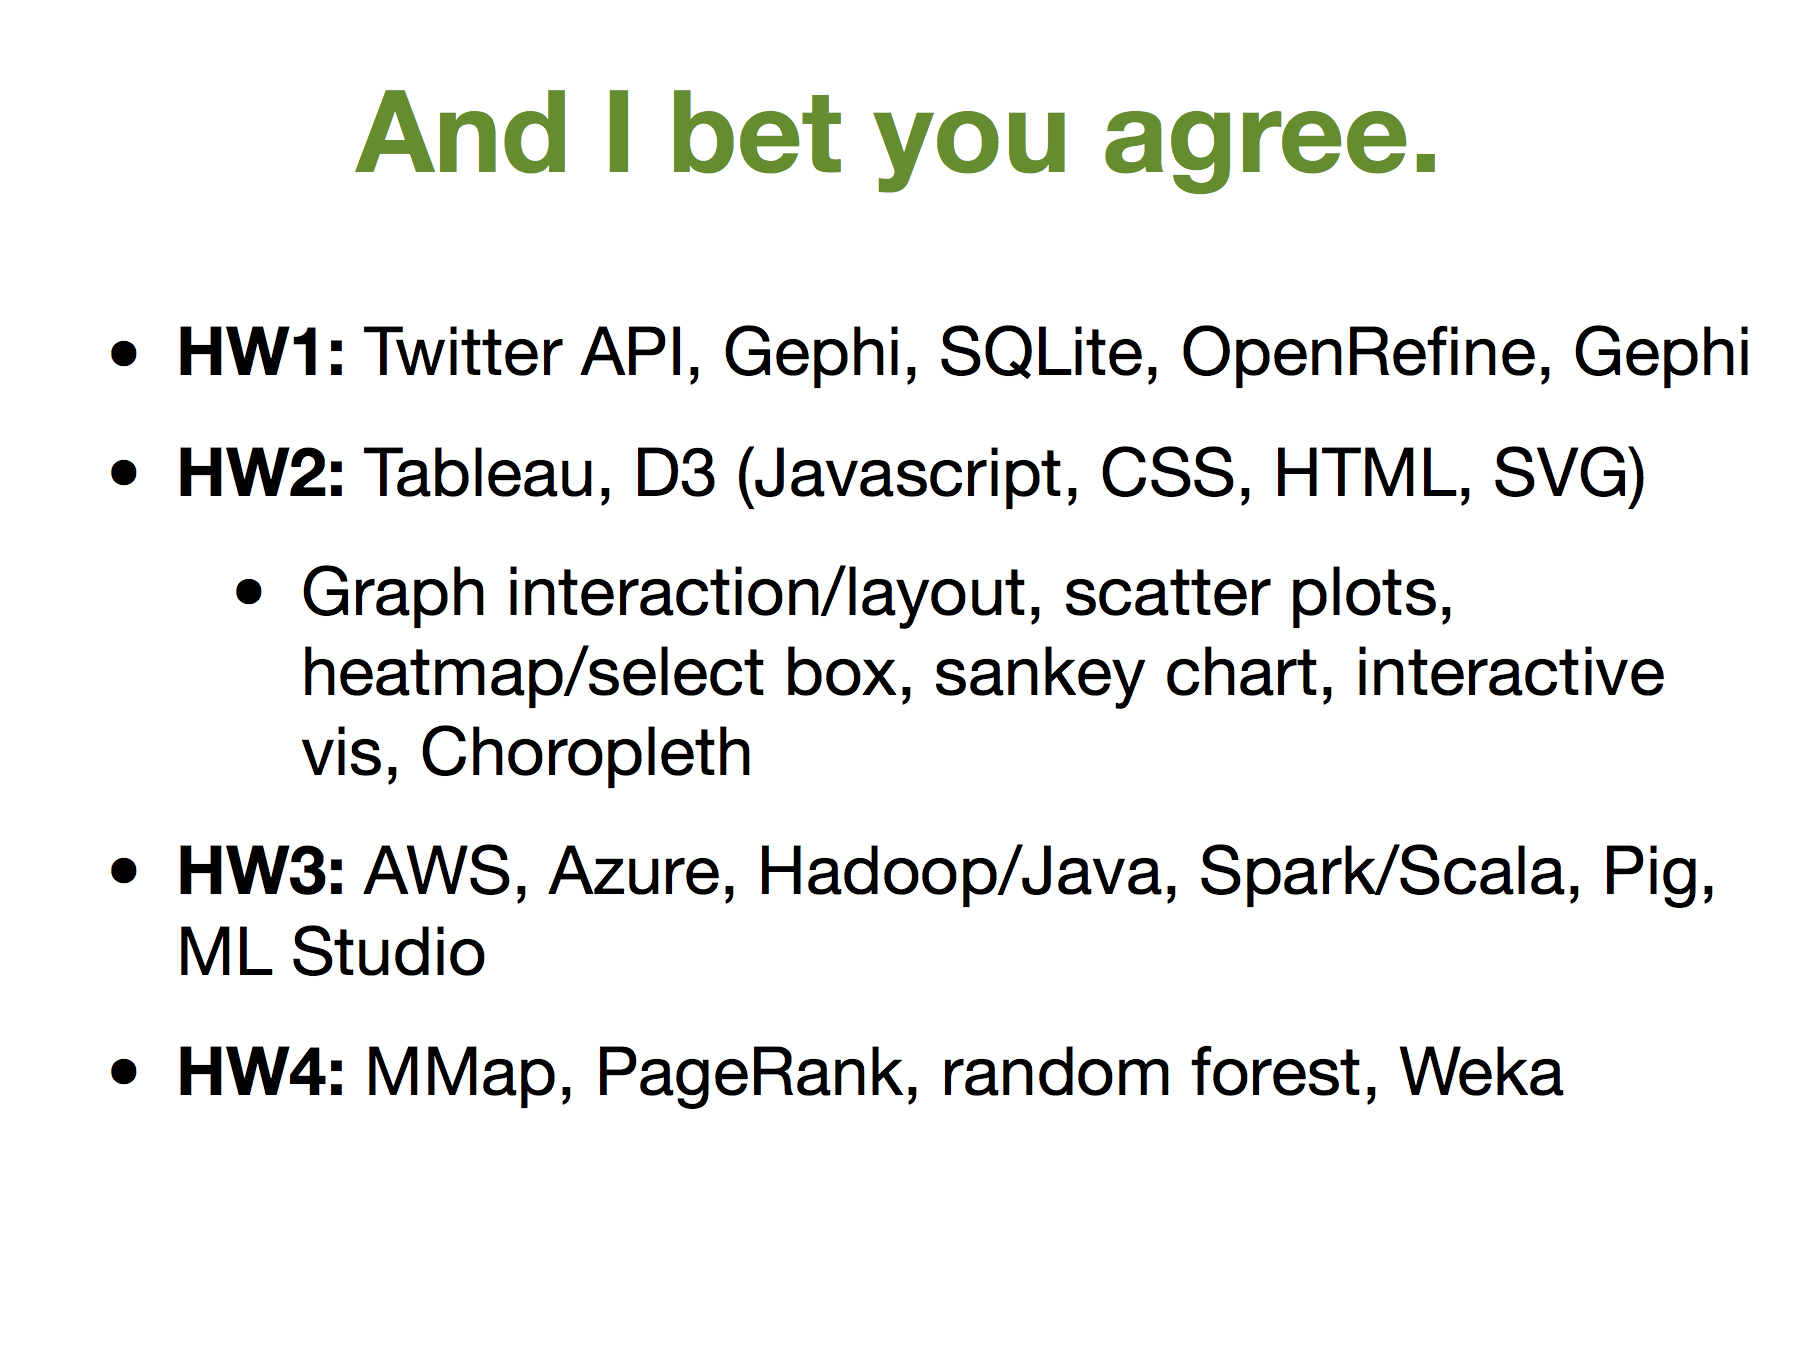 And I bet you agree.
• HW1: Twitter API, Gephi, SQLite, OpenRefine, Gephi
• HW2: Tableau, D3 (Javascript, CSS, HTML, SVG)
• Graph interaction/layout, scatter plots,
heatmap/select box, sankey chart, interactive
vis, Choropleth
• HW3: AWS, Azure, Hadoop/Java, Spark/Scala, Pig,
ML Studio
• HW4: MMap, PageRank, random forest, Weka